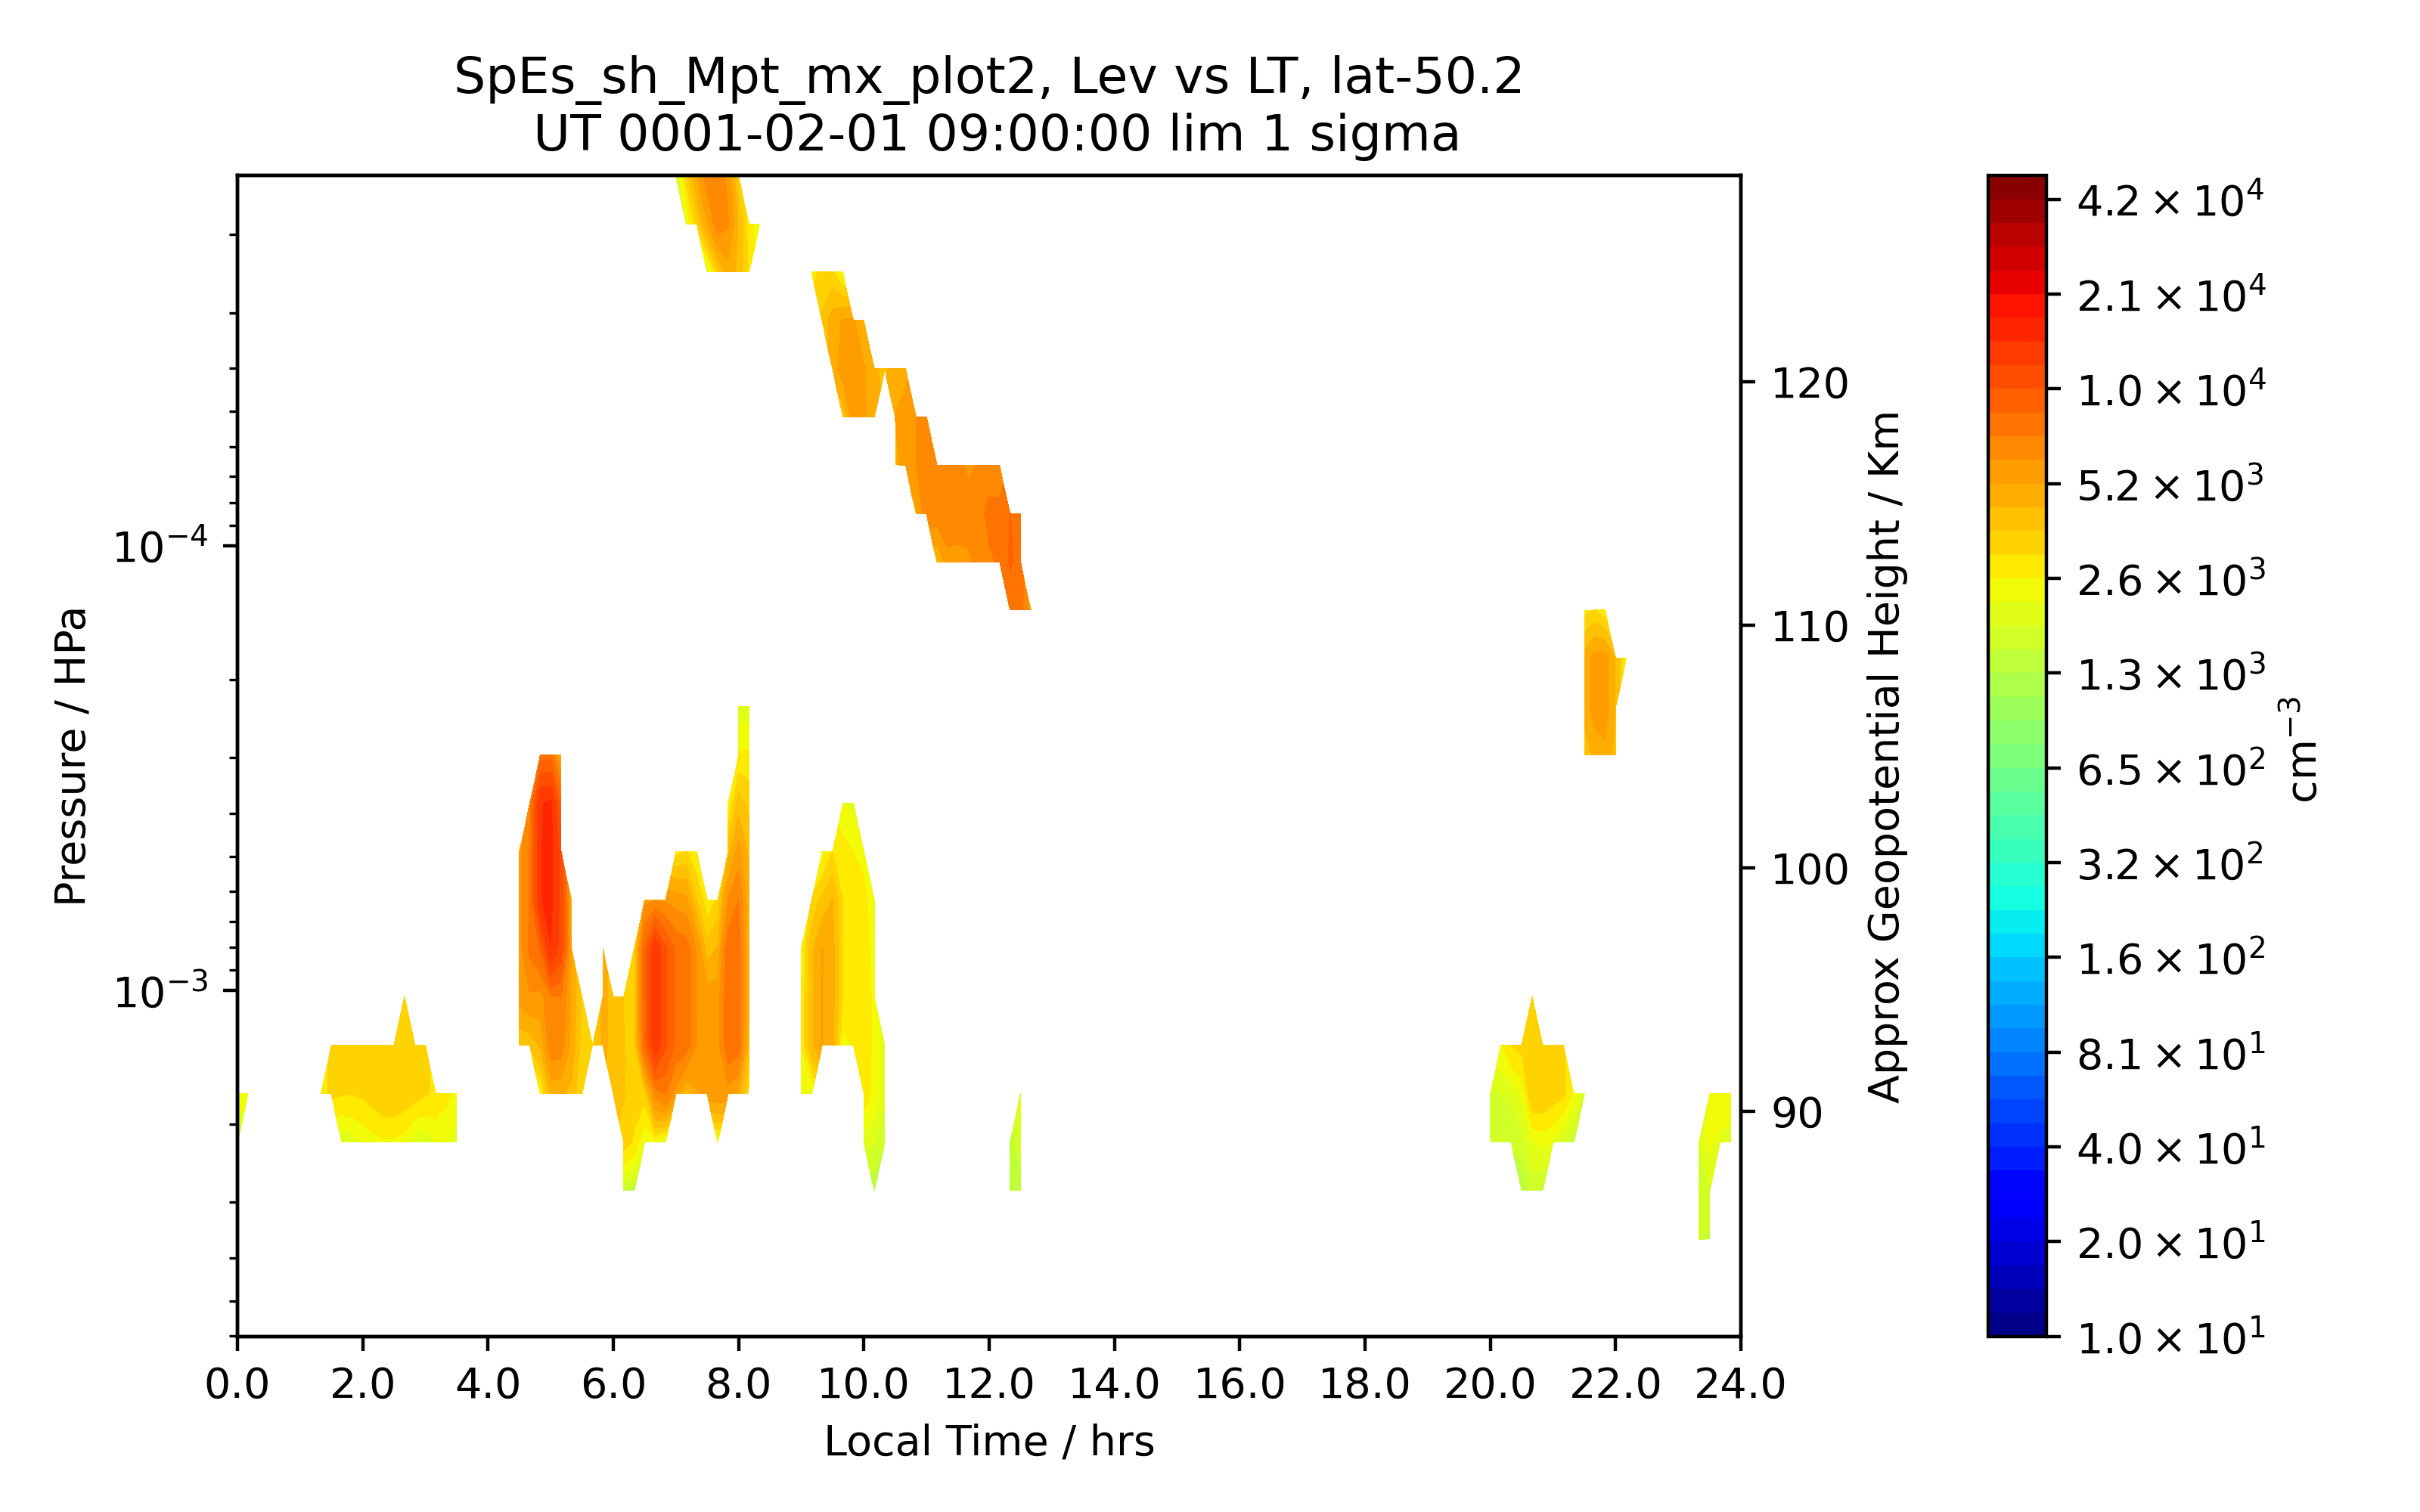 SpEs_sh_Mpt_mx_plot2, Lev vs LT, lat-50.2
UT 0001-02-01 09:00:00 lim 1 sigma
Pressure / HPa
10⁻⁴
10⁻³
0.0 2.0 4.0 6.0 8.0 10.0 12.0 14.0 16.0 18.0 20.0 22.0 24.0
Local Time / hrs
120
110
100
90
Approx Geopotential Height / Km
4.2 × 10⁴
2.1 × 10⁴
1.0 × 10⁴
5.2 × 10³
2.6 × 10³
1.3 × 10³
6.5 × 10²
3.2 × 10²
1.6 × 10²
8.1 × 10¹
4.0 × 10¹
2.0 × 10¹
1.0 × 10¹
cm⁻³